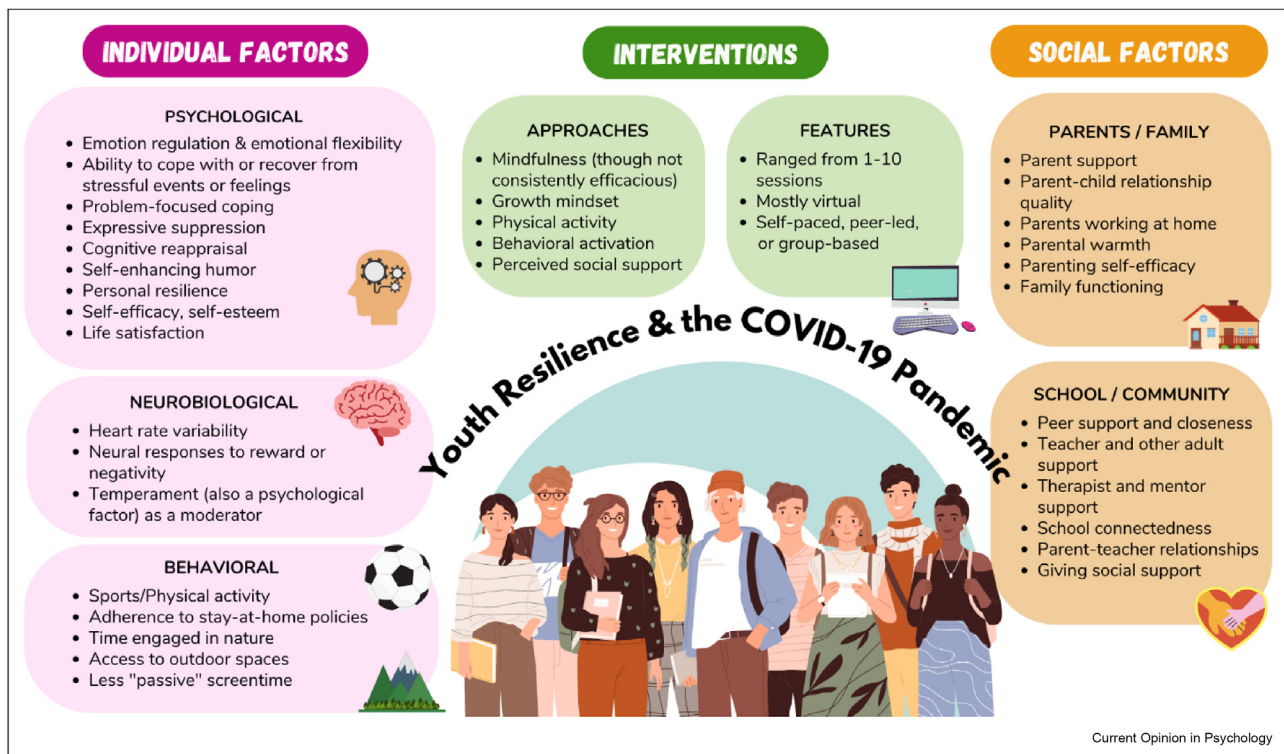 INDIVIDUAL FACTORS
PSYCHOLOGICAL
• Emotion regulation & emotional flexibility
• Ability to cope with or recover from
stressful events or feelings
• Problem-focused coping
• Expressive suppression
• Cognitive reappraisal
• Self-enhancing humor
• Personal resilience
• Self-efficacy, self-esteem
• Life satisfaction
NEUROBIOLOGICAL
• Heart rate variability
• Neural responses to reward or
negativity
• Temperament (also a psychological
factor) as a moderator
BEHAVIORAL
• Sports/Physical activity
• Adherence to stay-at-home policies
• Time engaged in nature
• Access to outdoor spaces
• Less "passive" screentime
INTERVENTIONS
APPROACHES
• Mindfulness (though not
consistently efficacious)
• Growth mindset
• Physical activity
• Behavioral activation
• Perceived social support
FEATURES
• Ranged from 1-10
sessions
• Mostly virtual
• Self-paced, peer-led,
or group-based
Youth Resilience & the COVID-19 Pandemic
SOCIAL FACTORS
PARENTS / FAMILY
• Parent support
• Parent-child relationship
quality
• Parents working at home
• Parental warmth
• Parenting self-efficacy
• Family functioning
SCHOOL / COMMUNITY
• Peer support and closeness
• Teacher and other adult
support
• Therapist and mentor
support
• School connectedness
• Parent-teacher relationships
• Giving social support
Current Opinion in Psychology